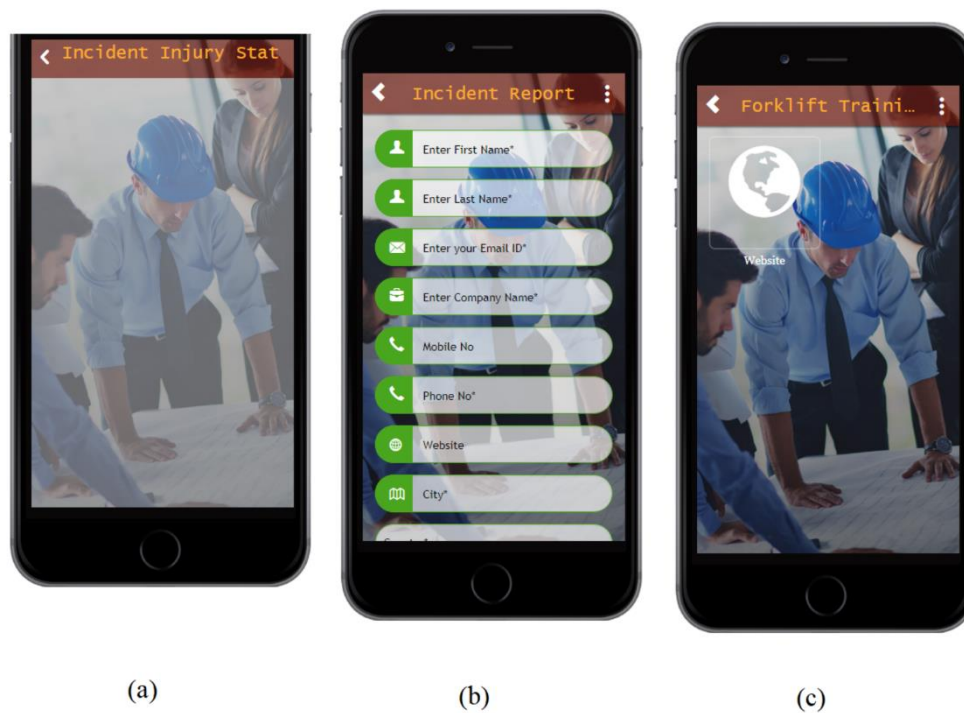 Incident Injury Stat
Incident Report
Enter First Name*
Enter Last Name*
Enter your Email ID*
Enter Company Name*
Mobile No
Phone No*
Website
City*
Forklift Traini…
Website
(a)
(b)
(c)